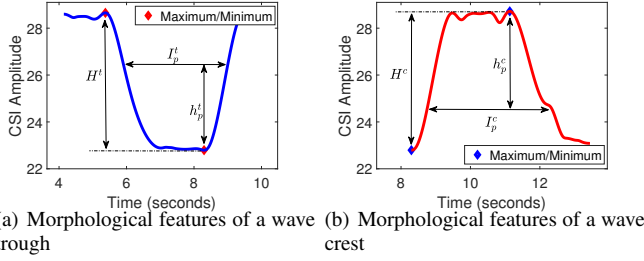 28
26
24
22
CSI Amplitude
Maximum/Minimum
H^t
I_p^t
h_p^t
4 6 8 10
Time (seconds)
28
26
24
22
CSI Amplitude
H^c
h_p^c
I_p^c
Maximum/Minimum
8 10 12
Time (seconds)
(a) Morphological features of a wave
trough
(b) Morphological features of a wave
crest